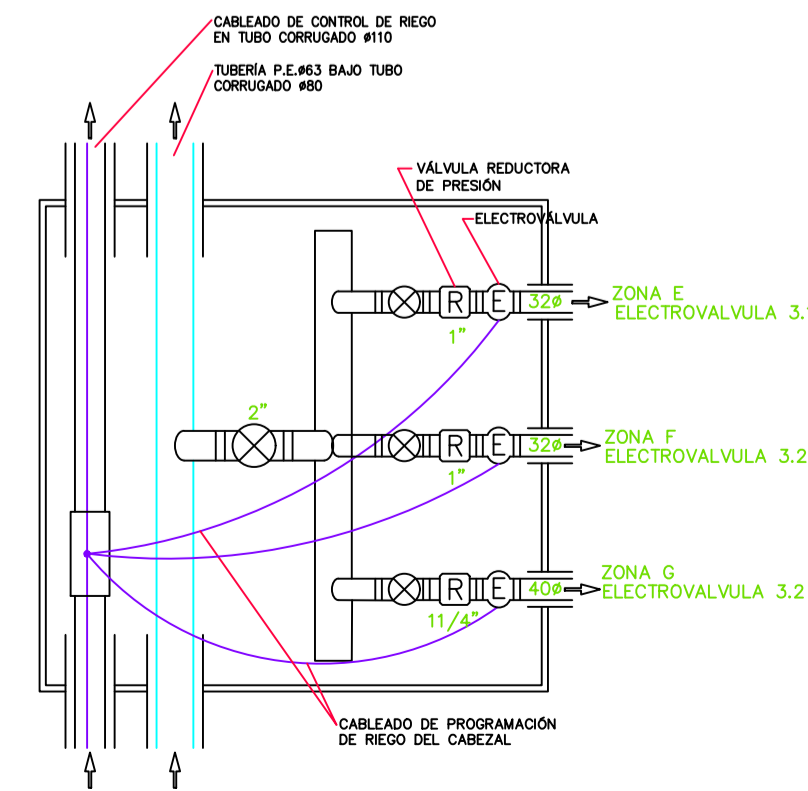 CABLEADO DE CONTROL DE RIEGO
EN TUBO CORRUGADO ø110
TUBERÍA P.E.ø63 BAJO TUBO
CORRUGADO ø80
VÁLVULA REDUCTORA
DE PRESIÓN
ELECTROVÁLVULA
R
E
32ø
1"
ZONA E
ELECTROVALVULA 3.
2"
R
E
32ø
1"
ZONA F
ELECTROVALVULA 3.2
R
E
40ø
11/4"
ZONA G
ELECTROVALVULA 3.2
CABLEADO DE PROGRAMACIÓN
DE RIEGO DEL CABEZAL